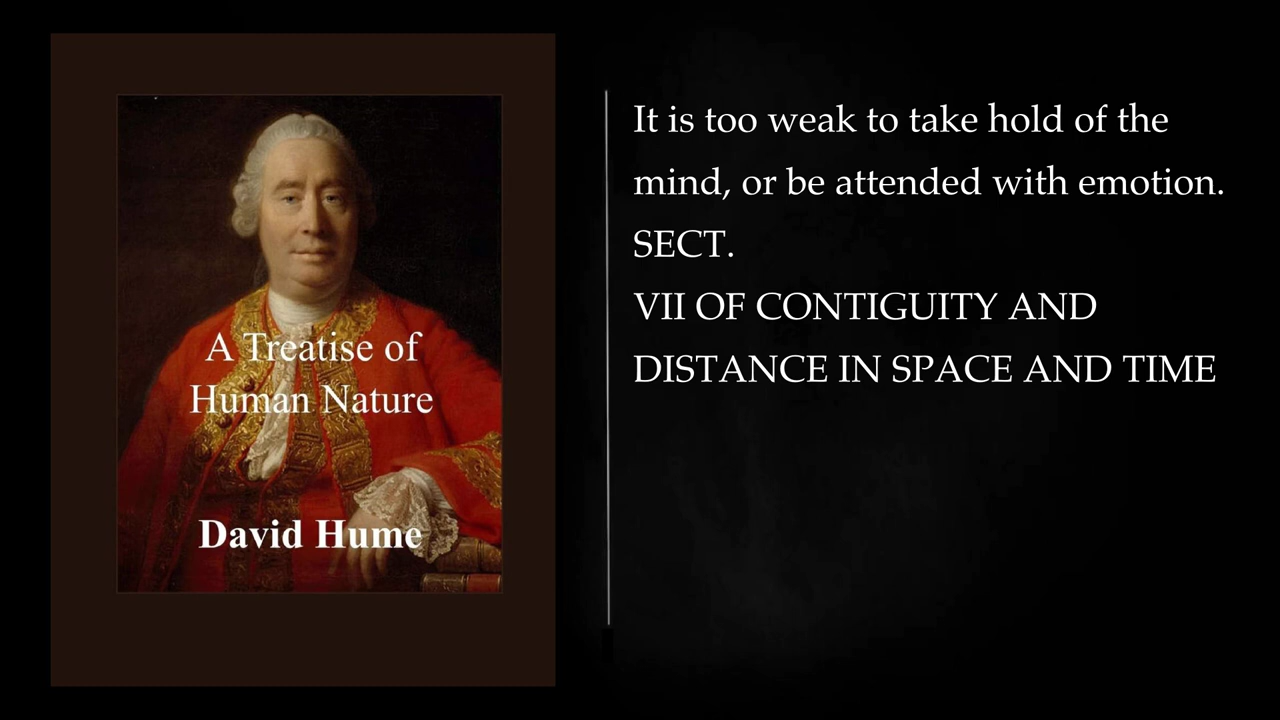 A Treatise of
Human Nature
David Hume
It is too weak to take hold of the
mind, or be attended with emotion.
SECT.
VII OF CONTIGUITY AND
DISTANCE IN SPACE AND TIME